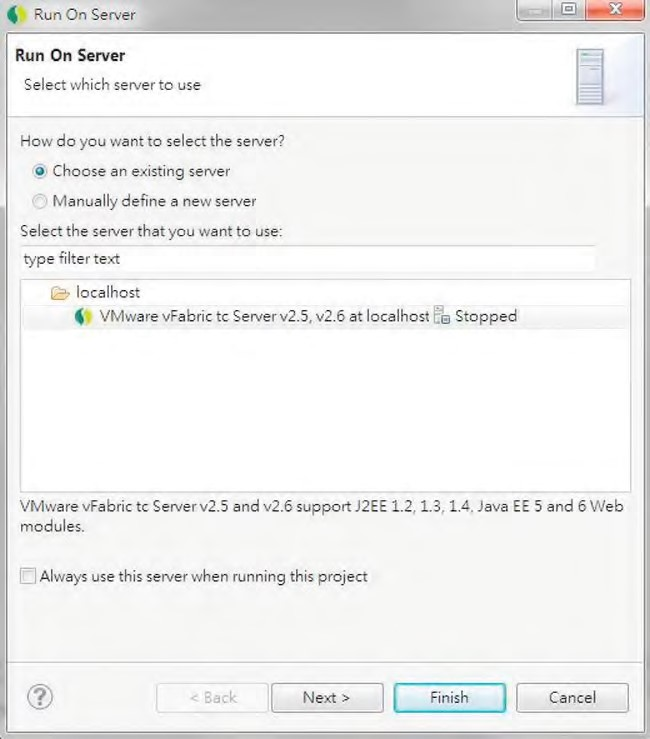 Run On Server
Run On Server
Select which server to use
How do you want to select the server?
Choose an existing server
Manually define a new server
Select the server that you want to use:
type filter text
localhost
VMware vFabric tc Server v2.5, v2.6 at localhost Stopped
VMware vFabric tc Server v2.5 and v2.6 support J2EE 1.2, 1.3, 1.4, Java EE 5 and 6 Web
modules.
Always use this server when running this project
? < Back Next > Finish Cancel